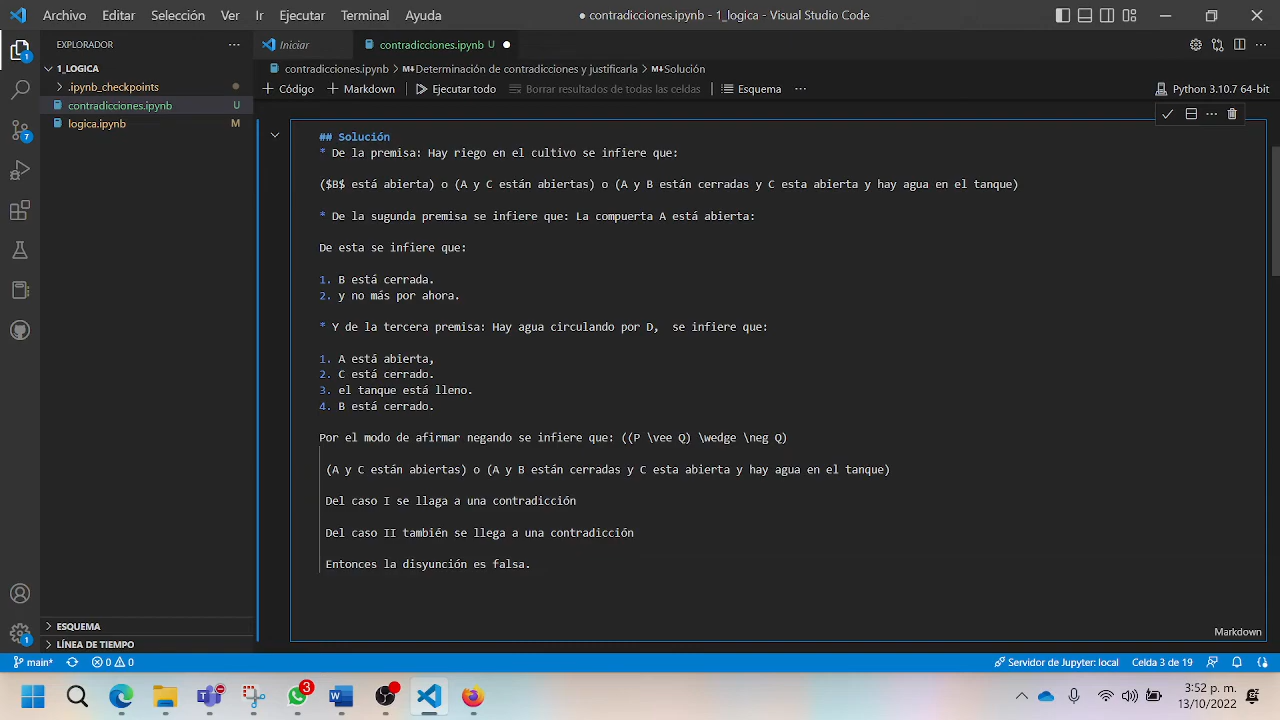 Archivo Editar Selección Ver Ir Ejecutar Terminal Ayuda
● contradicciones.ipynb - 1_logica - Visual Studio Code
EXPLORADOR
Iniciar
contradicciones.ipynb U
1_LOGICA
contradicciones.ipynb > Determinación de contradicciones y justificarla > Solución
.ipynb_checkpoints
+ Código + Markdown Ejecutar todo Borrar resultados de todas las celdas Esquema ...
Python 3.10.7 64-bit
contradicciones.ipynb U
logica.ipynb M
## Solución
* De la premisa: Hay riego en el cultivo se infiere que:
($B$ está abierta) o (A y C están abiertas) o (A y B están cerradas y C esta abierta y hay agua en el tanque)
* De la sugunda premisa se infiere que: La compuerta A está abierta:
De esta se infiere que:
1. B está cerrada.
2. y no más por ahora.
* Y de la tercera premisa: Hay agua circulando por D,  se infiere que:
1. A está abierta,
2. C está cerrado.
3. el tanque está lleno.
4. B está cerrado.
Por el modo de afirmar negando se infiere que: ((P \vee Q) \wedge \neg Q)
(A y C están abiertas) o (A y B están cerradas y C esta abierta y hay agua en el tanque)
Del caso I se llaga a una contradicción
Del caso II también se llega a una contradicción
Entonces la disyunción es falsa.
Markdown
ESQUEMA
LÍNEA DE TIEMPO
main* 0 0
Servidor de Jupyter: local Celda 3 de 19
1
7
1
3
3:52 p. m.
13/10/2022